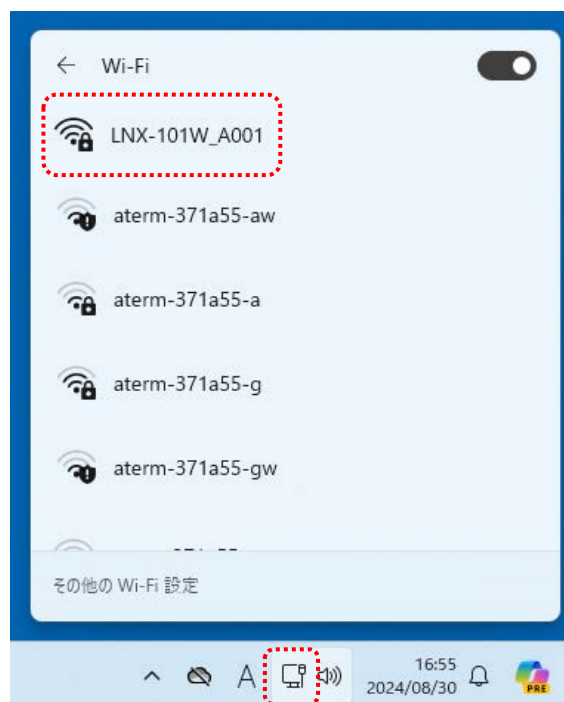 Wi-Fi
LNX-101W_A001
aterm-371a55-aw
aterm-371a55-a
aterm-371a55-g
aterm-371a55-gw
その他の Wi-Fi 設定
A
16:55
2024/08/30
PRE